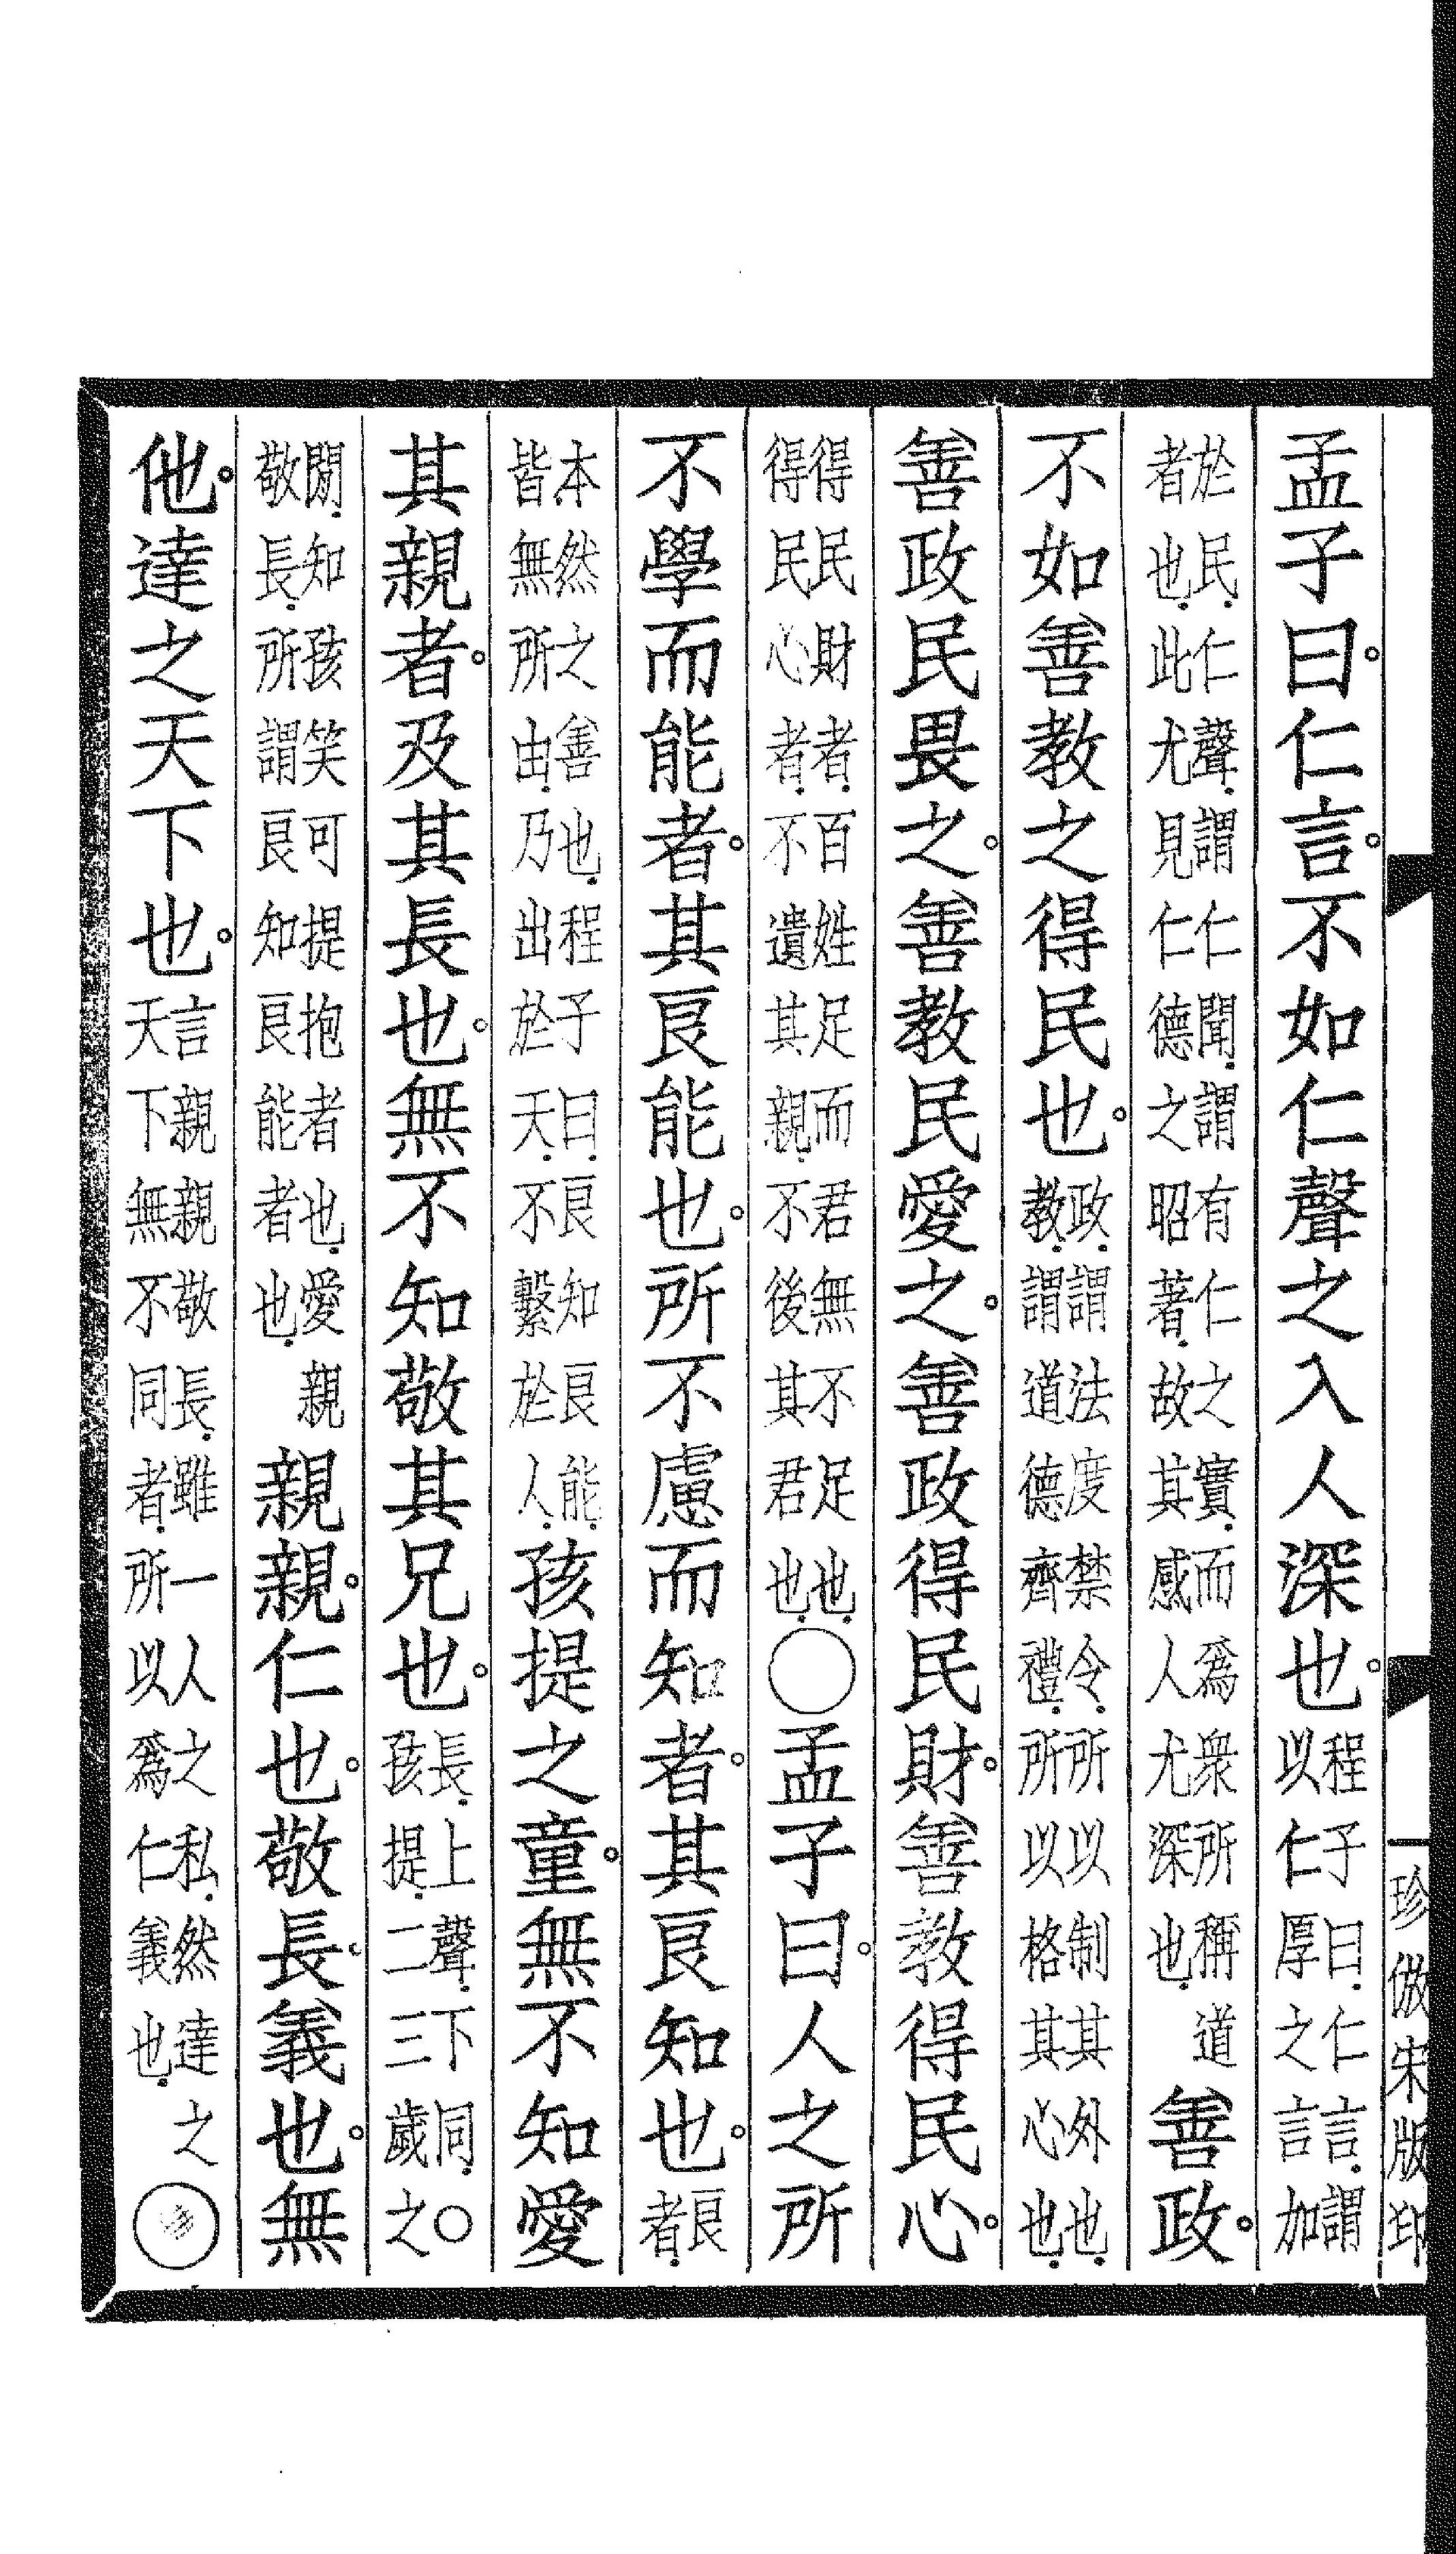 珍倣宋版印
孟子曰。仁言。不如仁聲之入人深也。程子曰.仁言.謂以仁厚之言加
於民.仁聲.謂仁聞.謂有仁之實.而爲衆所稱道者也.此尤見仁德之昭著.故其感人尤深也.善政。
不如善教之得民也。政.謂法度禁令.所以制其外也.教.謂道德齊禮.所以格其心也.
善政民畏之。善教民愛之。善政得民財。善教得民心。
得民財者.百姓足而君無不足也.得民心者.不遺其親.不後其君也.○孟子曰。人之所
不學而能者。其良能也。所不慮而知者。其良知也。良者.
本然之善也.程子曰.良知良能.皆無所由.乃出於天.不繫於人.孩提之童。無不知愛
其親者。及其長也。無不知敬其兄也。長.上聲.下同.○孩提.二三歲之
閒.知孩笑可提抱者也.愛親敬長.所謂良知良能者也.親親。仁也。敬長。義也。無
他。達之天下也。言親親敬長.雖一人之私.然達之天下無不同者.所以爲仁義也.○